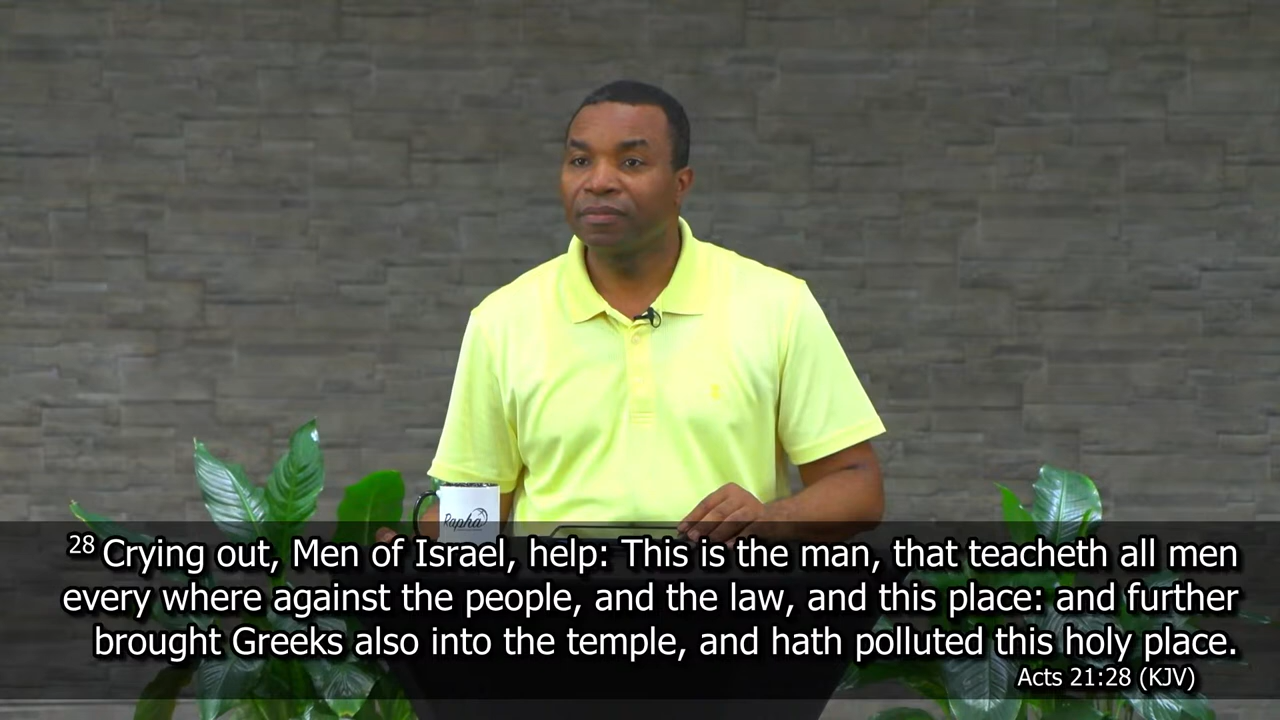 Rapha
28 Crying out, Men of Israel, help: This is the man, that teacheth all men
every where against the people, and the law, and this place: and further
brought Greeks also into the temple, and hath polluted this holy place.
Acts 21:28 (KJV)